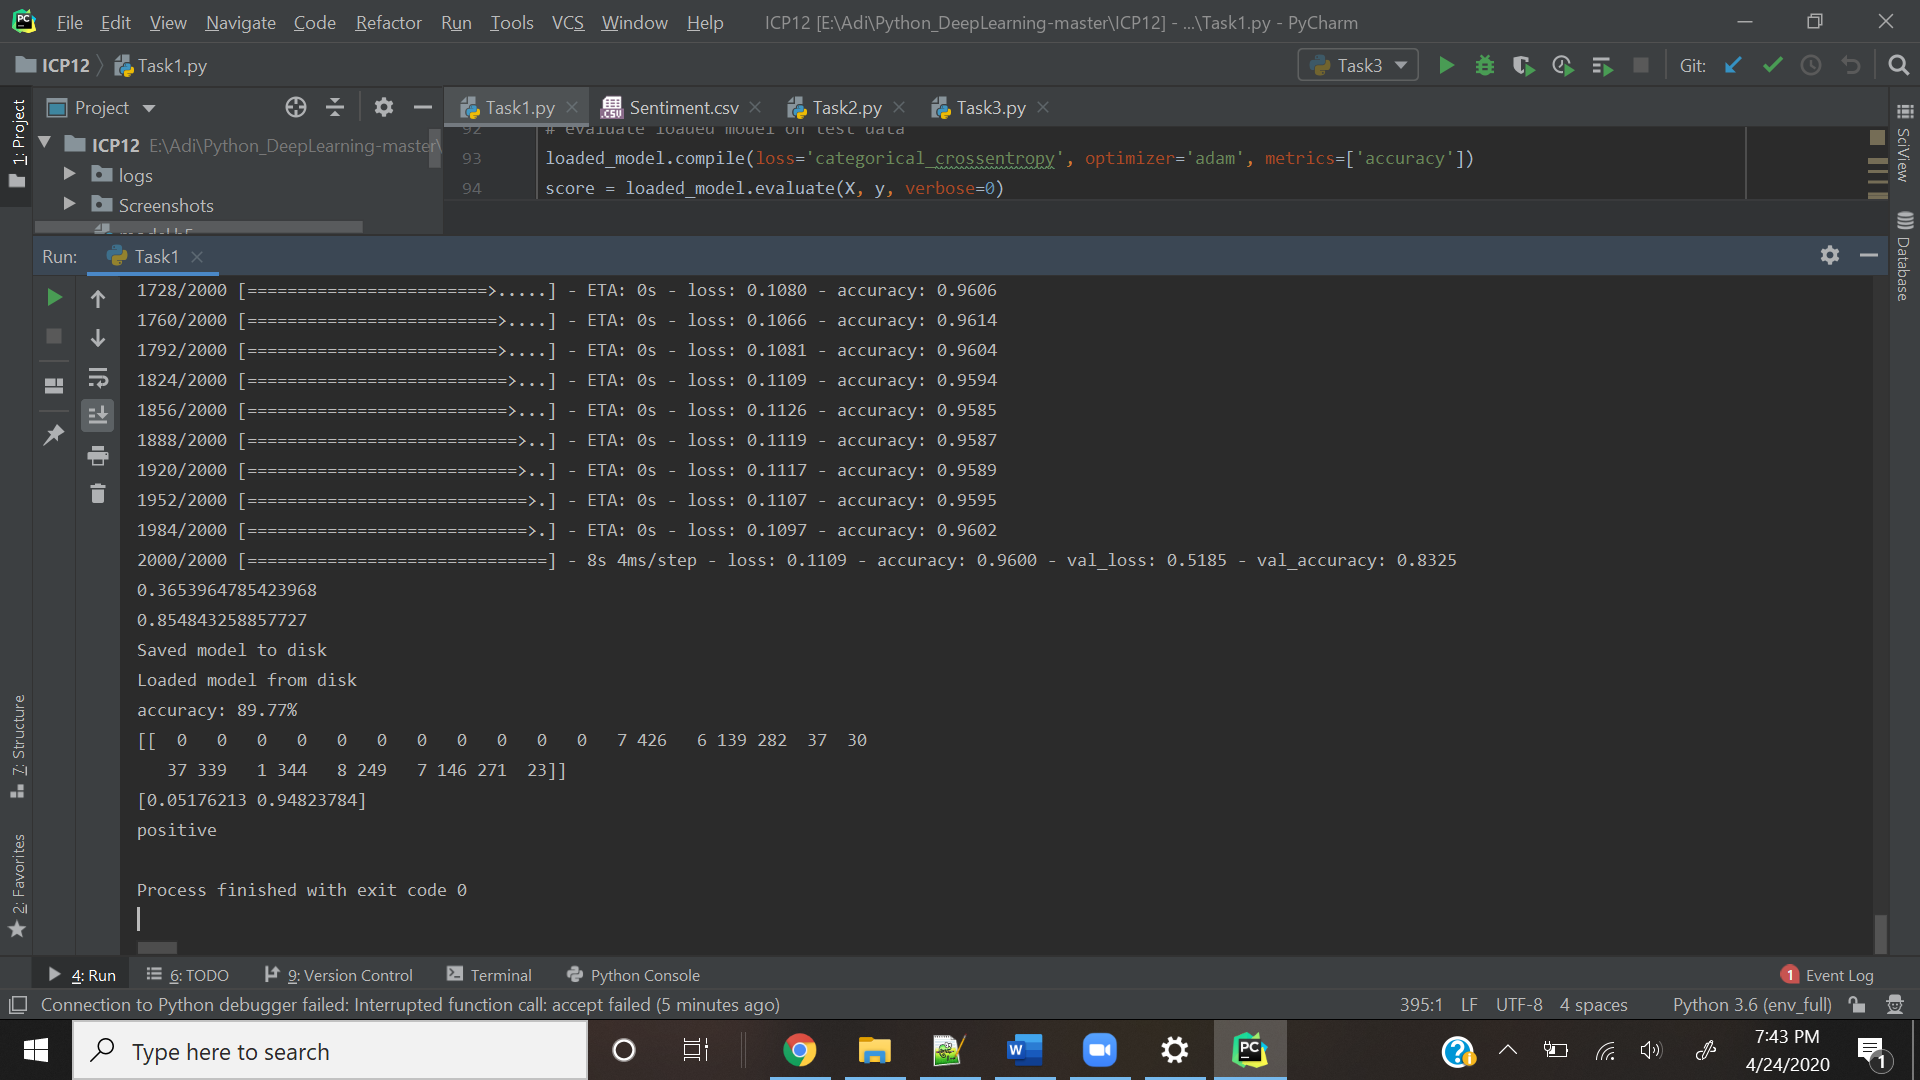 File Edit View Navigate Code Refactor Run Tools VCS Window Help ICP12 [E:\Adi\Python_DeepLearning-master\ICP12] - ...\Task1.py - PyCharm
ICP12 Task1.py Task3 Git:
1: Project
Project
Task1.py Sentiment.csv Task2.py Task3.py
ICP12 E:\Adi\Python_DeepLearning-master\
logs
Screenshots
model.h5
92 # evaluate loaded model on test data
93 loaded_model.compile(loss='categorical_crossentropy', optimizer='adam', metrics=['accuracy'])
94 score = loaded_model.evaluate(X, y, verbose=0)
SciView
Database
Run: Task1
1728/2000 [========================>.....] - ETA: 0s - loss: 0.1080 - accuracy: 0.9606
1760/2000 [=========================>....] - ETA: 0s - loss: 0.1066 - accuracy: 0.9614
1792/2000 [=========================>....] - ETA: 0s - loss: 0.1081 - accuracy: 0.9604
1824/2000 [==========================>...] - ETA: 0s - loss: 0.1109 - accuracy: 0.9594
1856/2000 [==========================>...] - ETA: 0s - loss: 0.1126 - accuracy: 0.9585
1888/2000 [===========================>..] - ETA: 0s - loss: 0.1119 - accuracy: 0.9587
1920/2000 [===========================>..] - ETA: 0s - loss: 0.1117 - accuracy: 0.9589
1952/2000 [============================>.] - ETA: 0s - loss: 0.1107 - accuracy: 0.9595
1984/2000 [============================>.] - ETA: 0s - loss: 0.1097 - accuracy: 0.9602
2000/2000 [==============================] - 8s 4ms/step - loss: 0.1109 - accuracy: 0.9600 - val_loss: 0.5185 - val_accuracy: 0.8325
0.3653964785423968
0.854843258857727
Saved model to disk
Loaded model from disk
accuracy: 89.77%
[[  0   0   0   0   0   0   0   0   0   0   0   7 426   6 139 282  37  30
   37 339   1 344   8 249   7 146 271  23]]
[0.05176213 0.94823784]
positive
Process finished with exit code 0
7: Structure
2: Favorites
4: Run 6: TODO 9: Version Control Terminal Python Console 1 Event Log
Connection to Python debugger failed: Interrupted function call: accept failed (5 minutes ago) 395:1 LF UTF-8 4 spaces Python 3.6 (env_full)
Type here to search
7:43 PM
4/24/2020
1